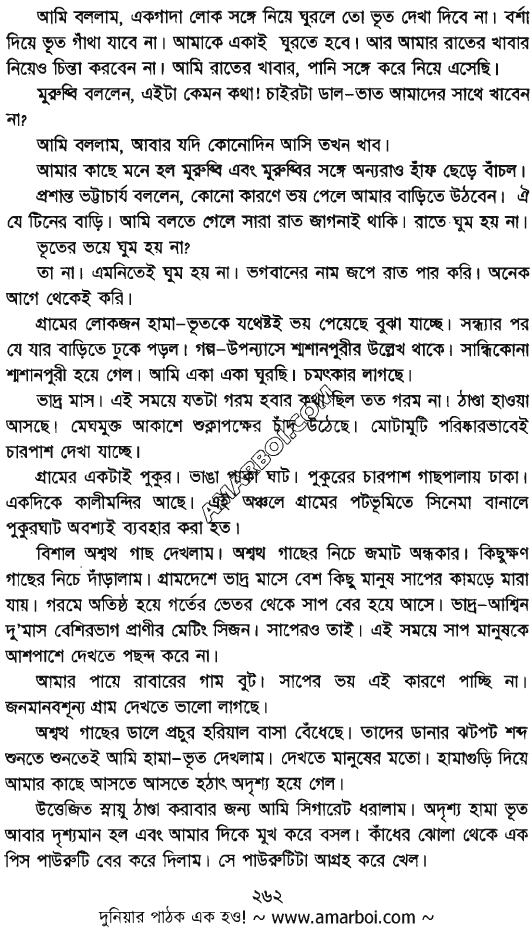 আমি বললাম, একগাদা লোক সঙ্গে নিয়ে ঘুরলে তো ভূত দেখা দিবে না। বর্শা
দিয়ে ভূত গাঁথা যাবে না। আমাকে একাই ঘুরতে হবে। আর আমার রাতের খাবার
নিয়েও চিন্তা করবেন না। আমি রাতের খাবার, পানি সঙ্গে করে নিয়ে এসেছি।
মুরুব্বি বললেন, এইটা কেমন কথা! চাইরটা ডাল-ভাত আমাদের সাথে খাবেন
না?
আমি বললাম, আবার যদি কোনোদিন আসি তখন খাব।
আমার কাছে মনে হল মুরুব্বি এবং মুরুব্বির সঙ্গে অন্যরাও হাঁফ ছেড়ে বাঁচল।
প্রশান্ত ভট্টাচার্য বললেন, কোনো কারণে ভয় পেলে আমার বাড়িতে উঠবেন। ঐ
যে টিনের বাড়ি। আমি বলতে গেলে সারা রাত জাগনাই থাকি। রাতে ঘুম হয় না।
ভূতের ভয়ে ঘুম হয় না?
তা না। এমনিতেই ঘুম হয় না। ভগবানের নাম জপে রাত পার করি। অনেক
আগে থেকেই করি।
গ্রামের লোকজন হামা-ভূতকে যথেষ্টই ভয় পেয়েছে বুঝা যাচ্ছে। সন্ধ্যার পর
যে যার বাড়িতে ঢুকে পড়ল। গল্প-উপন্যাসে শ্মশানপুরীর উল্লেখ থাকে। সান্ধিকোনা
শ্মশানপুরী হয়ে গেল। আমি একা একা ঘুরছি। চমৎকার লাগছে।
ভাদ্র মাস। এই সময়ে যতটা গরম হবার কথা ছিল তত গরম না। ঠাণ্ডা হাওয়া
আসছে। মেঘমুক্ত আকাশে শুক্লাপক্ষের চাঁদ উঠেছে। মোটামুটি পরিষ্কারভাবেই
চারপাশ দেখা যাচ্ছে।
গ্রামের একটাই পুকুর। ভাঙা পাকা ঘাট। পুকুরের চারপাশ গাছপালায় ঢাকা।
একদিকে কালীমন্দির আছে। এই অঞ্চলে গ্রামের পটভূমিতে সিনেমা বানালে
পুকুরঘাট অবশ্যই ব্যবহার করা হত।
বিশাল অশ্বথ গাছ দেখলাম। অশ্বথ গাছের নিচে জমাট অন্ধকার। কিছুক্ষণ
গাছের নিচে দাঁড়ালাম। গ্রামদেশে ভাদ্র মাসে বেশ কিছু মানুষ সাপের কামড়ে মারা
যায়। গরমে অতিষ্ঠ হয়ে গর্তের ভেতর থেকে সাপ বের হয়ে আসে। ভাদ্র-আশ্বিন
দু'মাস বেশিরভাগ প্রাণীর মেটিং সিজন। সাপেরও তাই। এই সময়ে সাপ মানুষকে
আশপাশে দেখতে পছন্দ করে না।
আমার পায়ে রাবারের গাম বুট। সাপের ভয় এই কারণে পাচ্ছি না।
জনমানবশূন্য গ্রাম দেখতে ভালো লাগছে।
অশ্বথ গাছের ডালে প্রচুর হরিয়াল বাসা বেঁধেছে। তাদের ডানার ঝটপট শব্দ
শুনতে শুনতেই আমি হামা-ভূত দেখলাম। দেখতে মানুষের মতো। হামাগুড়ি দিয়ে
আমার কাছে আসতে আসতে হঠাৎ অদৃশ্য হয়ে গেল।
উত্তেজিত স্নায়ু ঠাণ্ডা করাবার জন্য আমি সিগারেট ধরালাম। অদৃশ্য হামা ভূত
আবার দৃশ্যমান হল এবং আমার দিকে মুখ করে বসল। কাঁধের ঝোলা থেকে এক
পিস পাউরুটি বের করে দিলাম। সে পাউরুটিটা আগ্রহ করে খেল।
AMARBOI.COM
২৬২
দুনিয়ার পাঠক এক হও! ~ www.amarboi.com ~